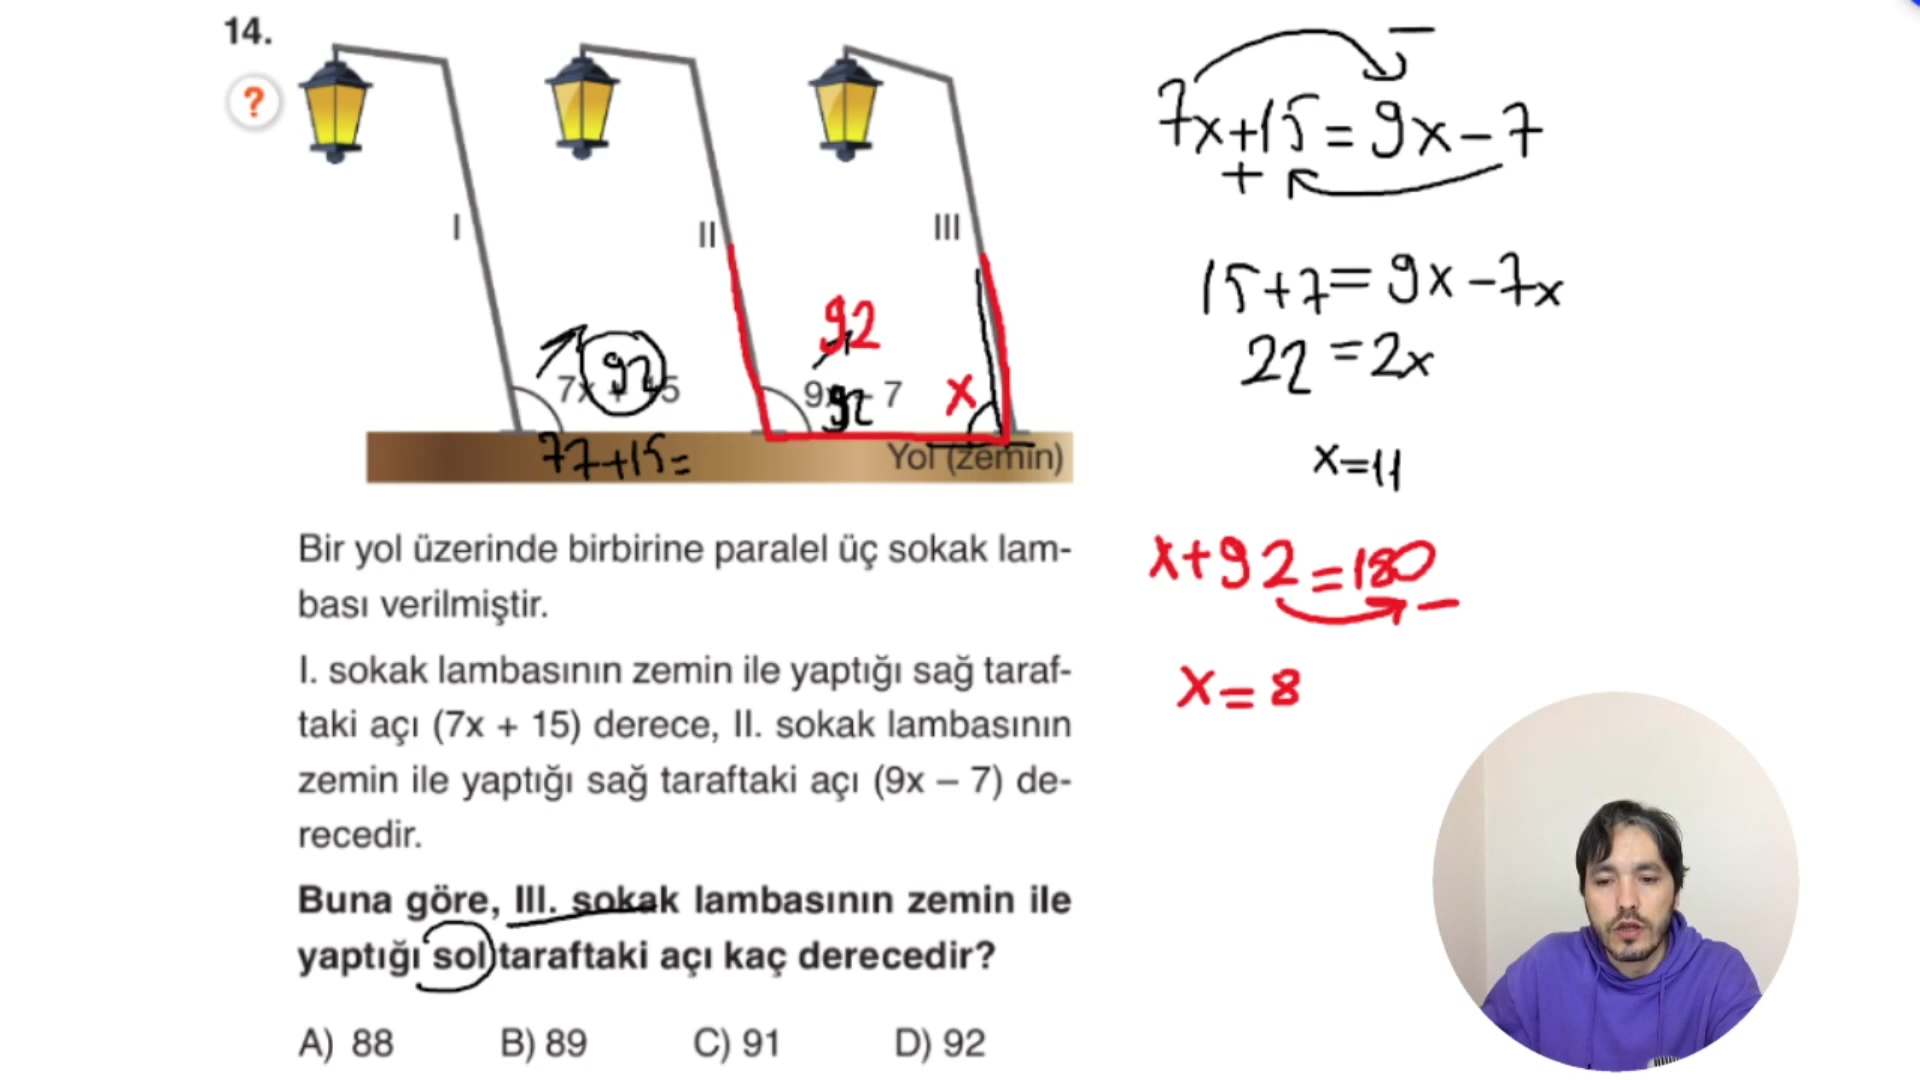 14.
?
I
II
III
7x + 15
92
9x - 7
92
92
x
77+15=
Yol (zemin)
Bir yol üzerinde birbirine paralel üç sokak lam-
bası verilmiştir.
I. sokak lambasının zemin ile yaptığı sağ taraf-
taki açı (7x + 15) derece, II. sokak lambasının
zemin ile yaptığı sağ taraftaki açı (9x – 7) de-
recedir.
Buna göre, III. sokak lambasının zemin ile
yaptığı sol taraftaki açı kaç derecedir?
A) 88 B) 89 C) 91 D) 92
−
7x+15=9x-7
+
15+7=9x-7x
22=2x
x=11
x+92=180
−
x=8